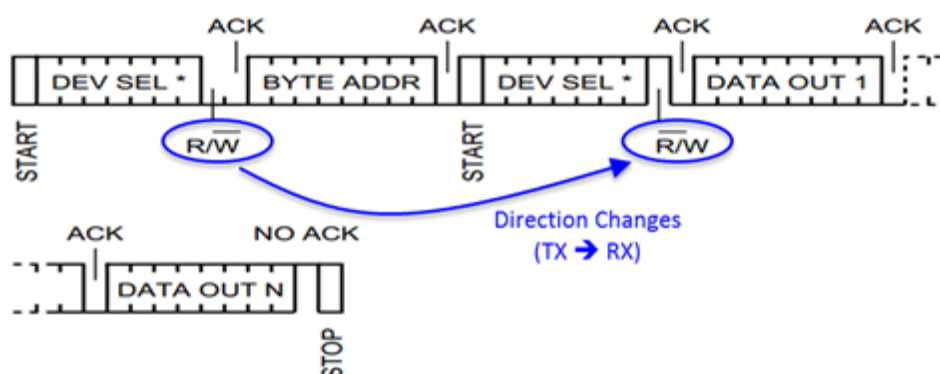 ACK ACK ACK ACK
DEV SEL * BYTE ADDR DEV SEL * DATA OUT 1
START R/W̅ START R̅/W
Direction Changes
(TX ➔ RX)
ACK NO ACK
DATA OUT N
STOP